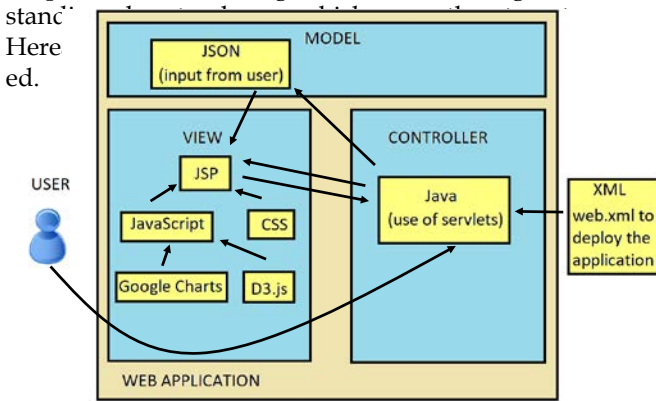 stand
Here
ed.
MODEL
JSON
(input from user)
VIEW
CONTROLLER
JSP
USER
Java
(use of servlets)
XML
web.xml to
deploy the
application
JavaScript
CSS
Google Charts
D3.js
WEB APPLICATION